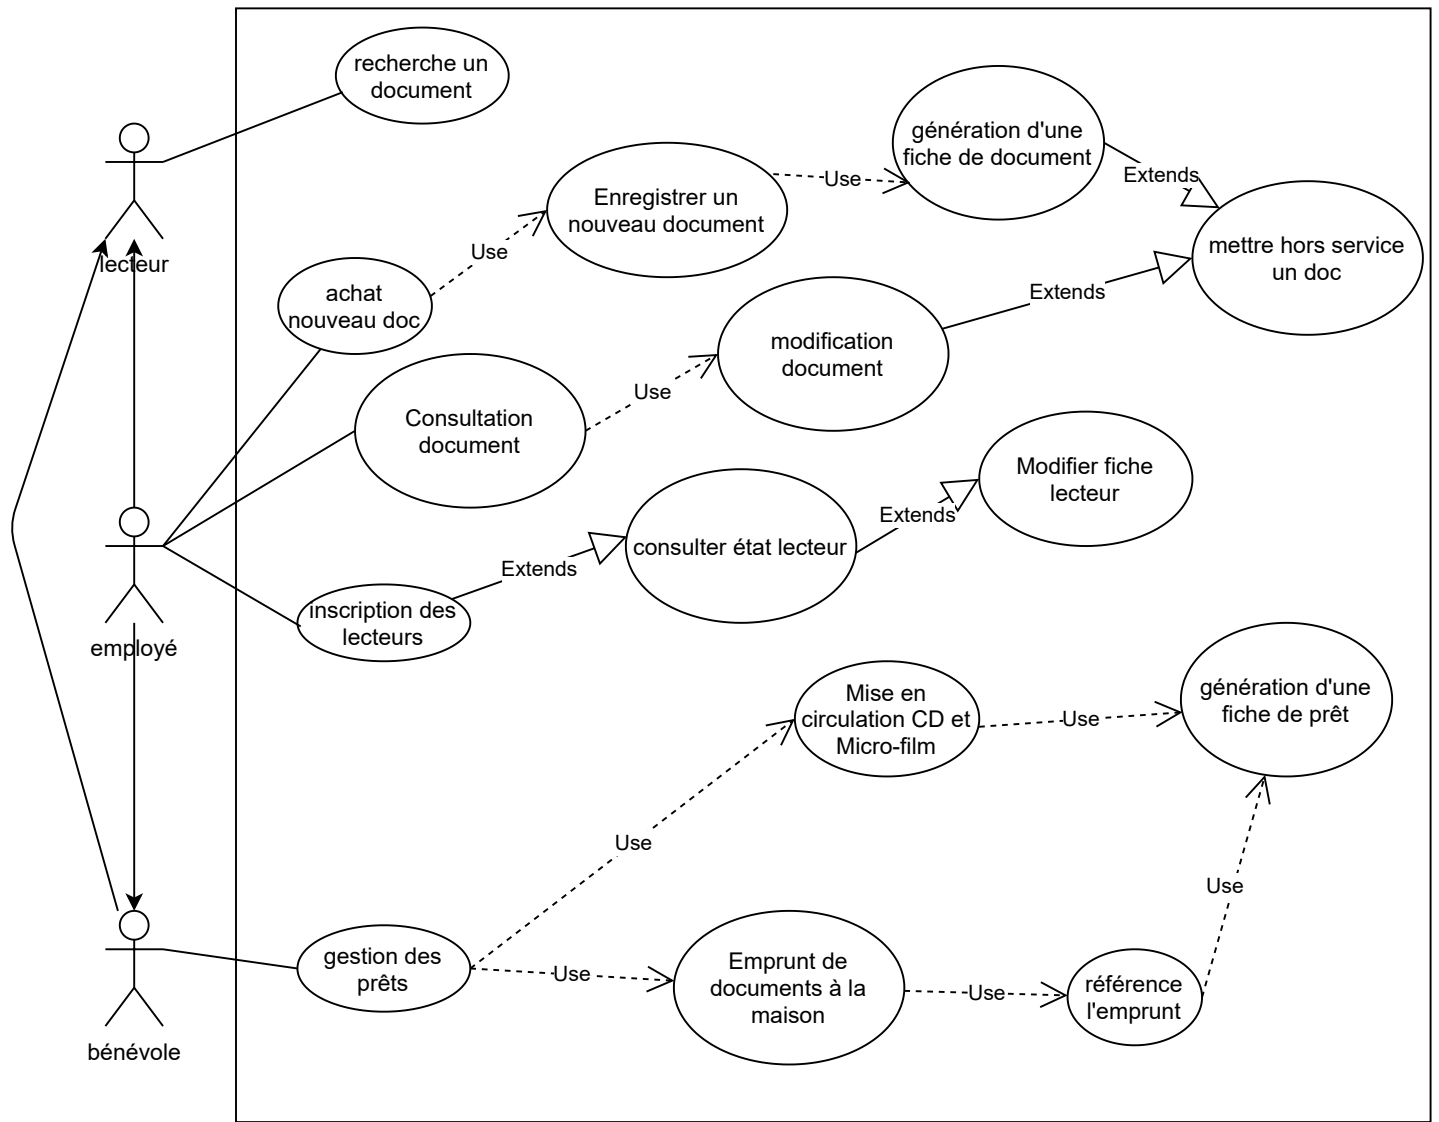 recherche un
document
génération d'une
fiche de document
Extends
Use
Enregistrer un
nouveau document
mettre hors service
un doc
Use
lecteur
achat
nouveau doc
Extends
modification
document
Use
Consultation
document
Modifier fiche
lecteur
Extends
consulter état lecteur
Extends
inscription des
lecteurs
employé
Mise en
circulation CD et
Micro-film
Use
génération d'une
fiche de prêt
Use
Use
gestion des
prêts
Use
Emprunt de
documents à la
maison
Use
référence
l'emprunt
bénévole